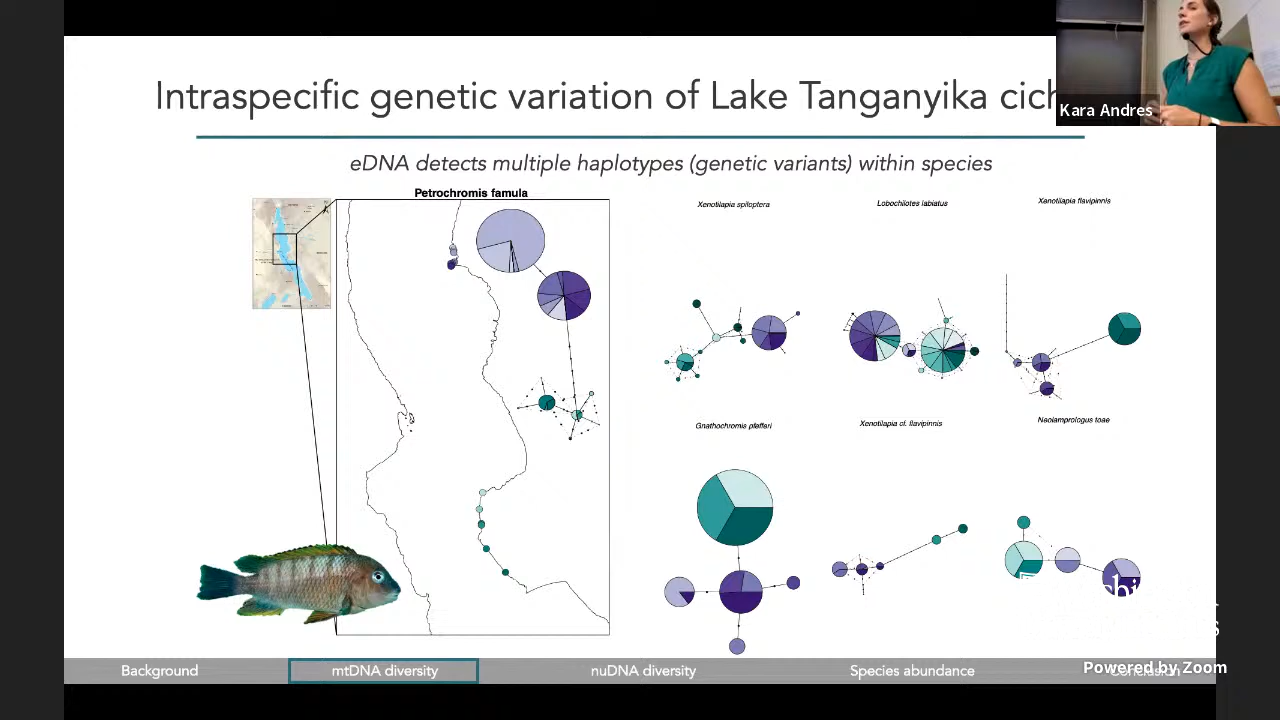 Intraspecific genetic variation of Lake Tanganyika cich
Kara Andres
eDNA detects multiple haplotypes (genetic variants) within species
Petrochromis famula
Xenotilapia spiloptera
Lobochilotes labiatus
Xenotilapia flavipinnis
Gnathochromis pfefferi
Xenotilapia cf. flavipinnis
Neolamprologus toae
Background
mtDNA diversity
nuDNA diversity
Species abundance
Conclusion
Powered by Zoom